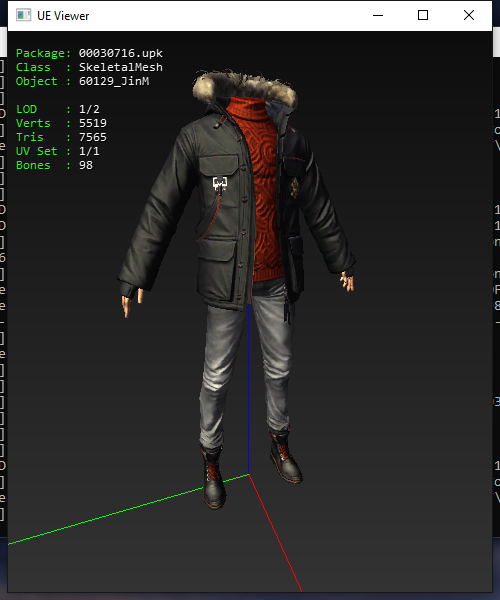 UE Viewer
Package: 00030716.upk
Class : SkeletalMesh
Object : 60129_JinM
LOD : 1/2
Verts : 5519
Tris : 7565
UV Set : 1/1
Bones : 98